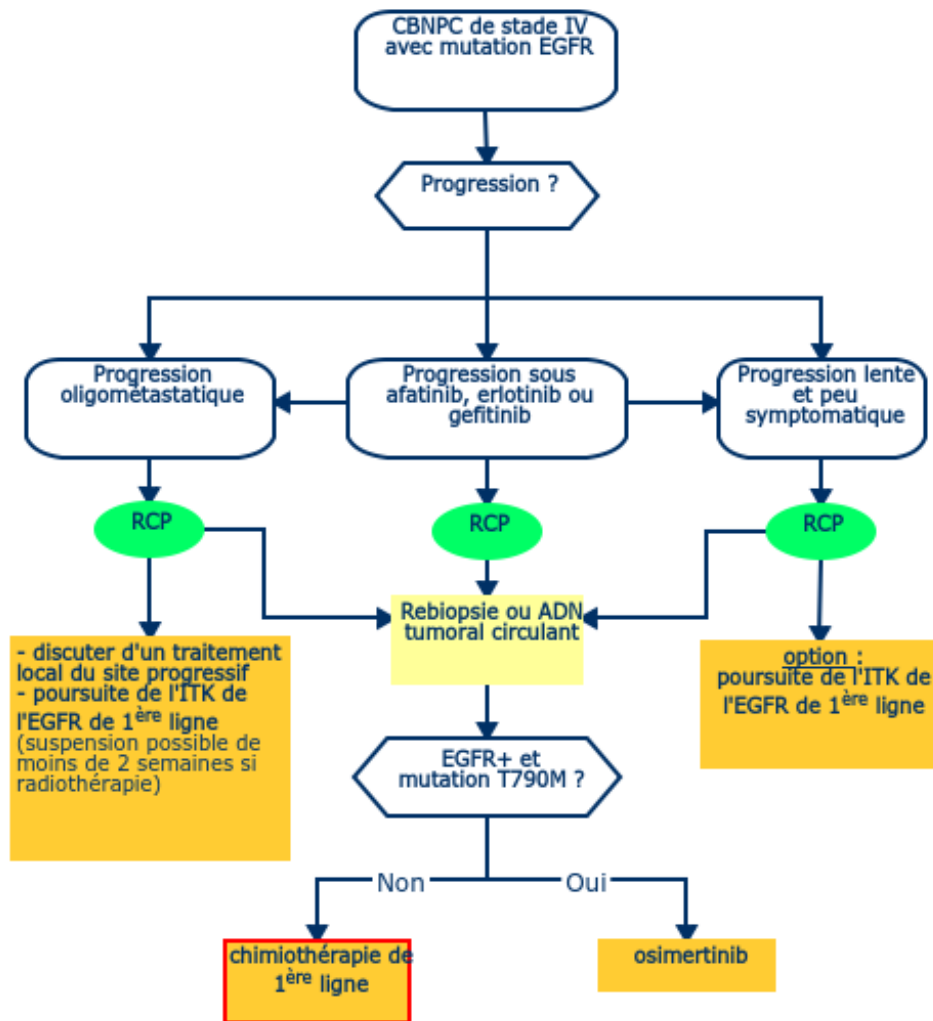 CBNPC de stade IV
avec mutation EGFR
Progression ?
Progression
oligométastatique
Progression sous
afatinib, erlotinib ou
gefitinib
Progression lente
et peu
symptomatique
RCP
RCP
RCP
Rebiopsie ou ADN
tumoral circulant
- discuter d'un traitement
local du site progressif
- poursuite de l'ITK de
l'EGFR de 1ère ligne
(suspension possible de
moins de 2 semaines si
radiothérapie)
option :
poursuite de l'ITK de
l'EGFR de 1ère ligne
EGFR+ et
mutation T790M ?
Non
Oui
chimiothérapie de
1ère ligne
osimertinib